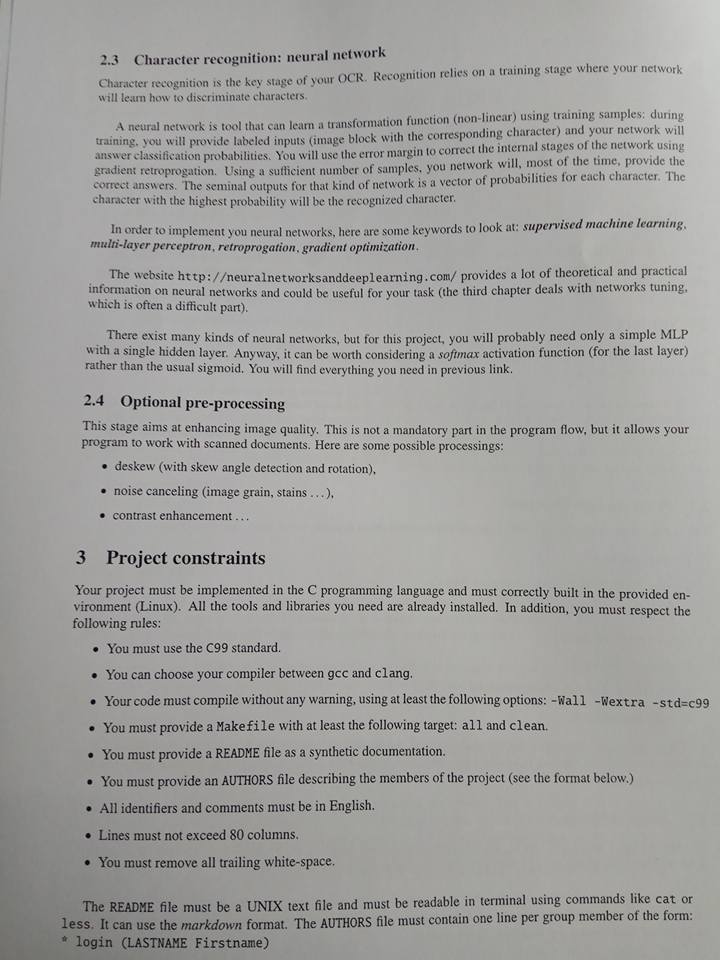 2.3 Character recognition: neural network
Character recognition is the key stage of your OCR. Recognition relies on a training stage where your network
will learn how to discriminate characters.
A neural network is tool that can learn a transformation function (non-linear) using training samples: during
training, you will provide labeled inputs (image block with the corresponding character) and your network will
answer classification probabilities. You will use the error margin to correct the internal stages of the network using
gradient retroprogation. Using a sufficient number of samples, you network will, most of the time, provide the
correct answers. The seminal outputs for that kind of network is a vector of probabilities for each character. The
character with the highest probability will be the recognized character.
In order to implement you neural networks, here are some keywords to look at: supervised machine learning,
multi-layer perceptron, retroprogation, gradient optimization.
The website http://neuralnetworksanddeeplearning.com/ provides a lot of theoretical and practical
information on neural networks and could be useful for your task (the third chapter deals with networks tuning,
which is often a difficult part).
There exist many kinds of neural networks, but for this project, you will probably need only a simple MLP
with a single hidden layer. Anyway, it can be worth considering a softmax activation function (for the last layer)
rather than the usual sigmoid. You will find everything you need in previous link.
2.4 Optional pre-processing
This stage aims at enhancing image quality. This is not a mandatory part in the program flow, but it allows your
program to work with scanned documents. Here are some possible processings:
• deskew (with skew angle detection and rotation),
• noise canceling (image grain, stains ...),
• contrast enhancement ...
3 Project constraints
Your project must be implemented in the C programming language and must correctly built in the provided en-
vironment (Linux). All the tools and libraries you need are already installed. In addition, you must respect the
following rules:
• You must use the C99 standard.
• You can choose your compiler between gcc and clang.
• Your code must compile without any warning, using at least the following options: -Wall -Wextra -std=c99
• You must provide a Makefile with at least the following target: all and clean.
• You must provide a README file as a synthetic documentation.
• You must provide an AUTHORS file describing the members of the project (see the format below.)
• All identifiers and comments must be in English.
• Lines must not exceed 80 columns.
• You must remove all trailing white-space.
The README file must be a UNIX text file and must be readable in terminal using commands like cat or
less. It can use the markdown format. The AUTHORS file must contain one line per group member of the form:
* login (LASTNAME Firstname)